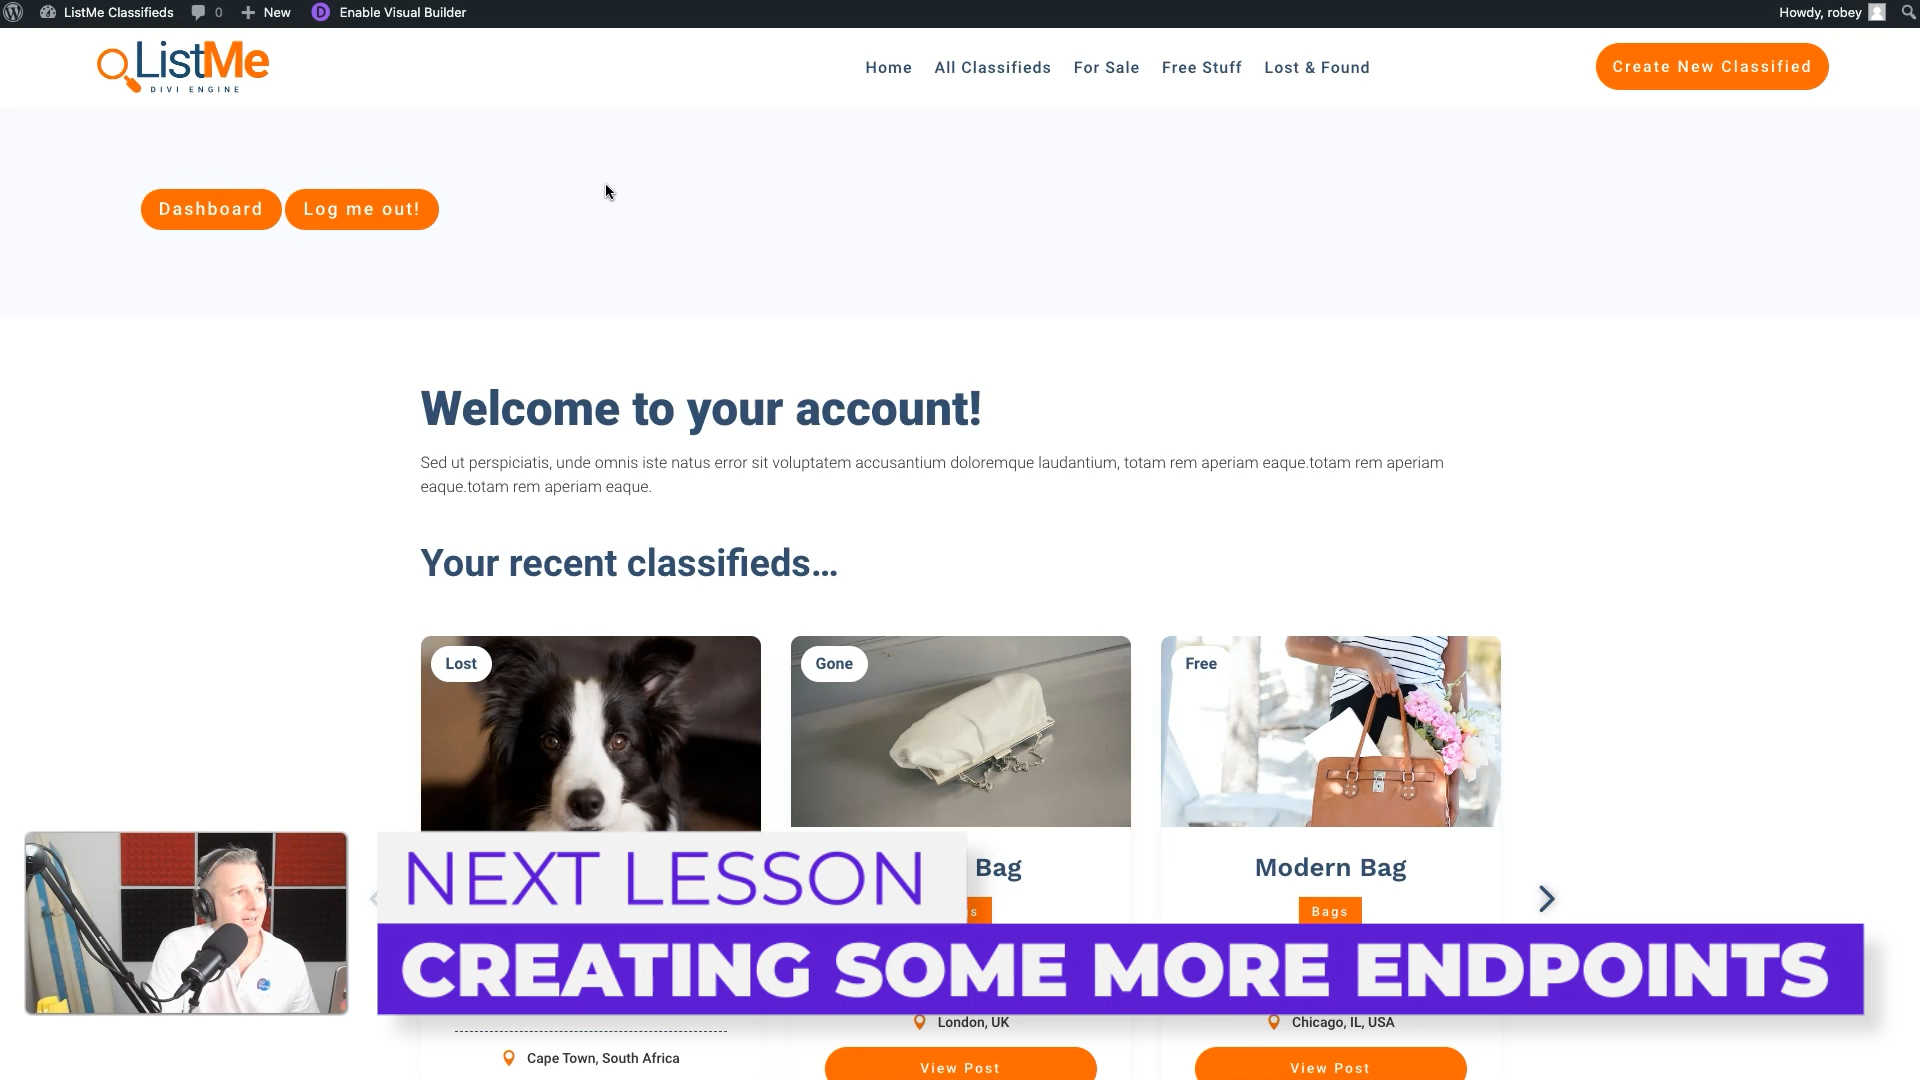 ListMe Classifieds 0 New Enable Visual Builder Howdy, robey
ListMe
DIVI ENGINE
Home All Classifieds For Sale Free Stuff Lost & Found
Create New Classified
Dashboard Log me out!
Welcome to your account!
Sed ut perspiciatis, unde omnis iste natus error sit voluptatem accusantium doloremque laudantium, totam rem aperiam eaque.totam rem aperiam
eaque.totam rem aperiam eaque.
Your recent classifieds...
Lost Gone Free
NEXT LESSON
Bag Modern Bag
s Bags
CREATING SOME MORE ENDPOINTS
London, UK Chicago, IL, USA
Cape Town, South Africa
View Post View Post